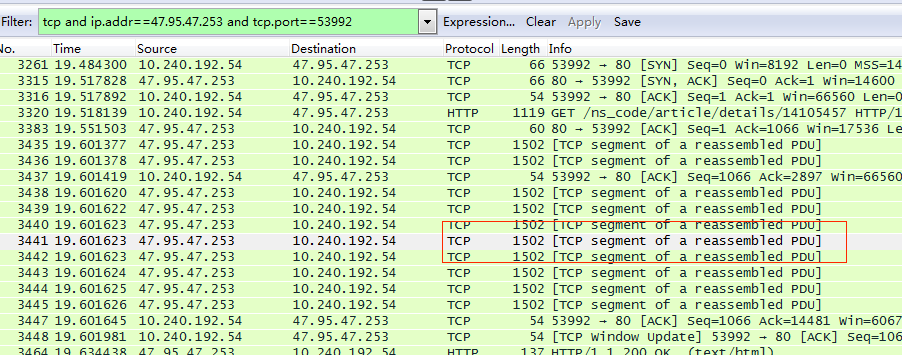 Filter: tcp and ip.addr==47.95.47.253 and tcp.port==53992 Expression... Clear Apply Save
No. Time Source Destination Protocol Length Info
3261 19.484300 10.240.192.54 47.95.47.253 TCP 66 53992 → 80 [SYN] Seq=0 Win=8192 Len=0 MSS=14
3315 19.517828 47.95.47.253 10.240.192.54 TCP 66 80 → 53992 [SYN, ACK] Seq=0 Ack=1 Win=14600
3316 19.517892 10.240.192.54 47.95.47.253 TCP 54 53992 → 80 [ACK] Seq=1 Ack=1 Win=66560 Len=0
3320 19.518139 10.240.192.54 47.95.47.253 HTTP 1119 GET /ns_code/article/details/14105457 HTTP/1
3383 19.551503 47.95.47.253 10.240.192.54 TCP 60 80 → 53992 [ACK] Seq=1 Ack=1066 Win=17536 Len
3435 19.601377 47.95.47.253 10.240.192.54 TCP 1502 [TCP segment of a reassembled PDU]
3436 19.601378 47.95.47.253 10.240.192.54 TCP 1502 [TCP segment of a reassembled PDU]
3437 19.601419 10.240.192.54 47.95.47.253 TCP 54 53992 → 80 [ACK] Seq=1066 Ack=2897 Win=66560
3438 19.601620 47.95.47.253 10.240.192.54 TCP 1502 [TCP segment of a reassembled PDU]
3439 19.601622 47.95.47.253 10.240.192.54 TCP 1502 [TCP segment of a reassembled PDU]
3440 19.601623 47.95.47.253 10.240.192.54 TCP 1502 [TCP segment of a reassembled PDU]
3441 19.601623 47.95.47.253 10.240.192.54 TCP 1502 [TCP segment of a reassembled PDU]
3442 19.601623 47.95.47.253 10.240.192.54 TCP 1502 [TCP segment of a reassembled PDU]
3443 19.601624 47.95.47.253 10.240.192.54 TCP 1502 [TCP segment of a reassembled PDU]
3444 19.601625 47.95.47.253 10.240.192.54 TCP 1502 [TCP segment of a reassembled PDU]
3445 19.601626 47.95.47.253 10.240.192.54 TCP 1502 [TCP segment of a reassembled PDU]
3447 19.601645 10.240.192.54 47.95.47.253 TCP 54 53992 → 80 [ACK] Seq=1066 Ack=14481 Win=6067
3448 19.601981 10.240.192.54 47.95.47.253 TCP 54 [TCP Window Update] 53992 → 80 [ACK] Seq=106
3464 19.634438 47.95.47.253 10.240.192.54 HTTP 137 HTTP/1.1 200 OK (text/html)